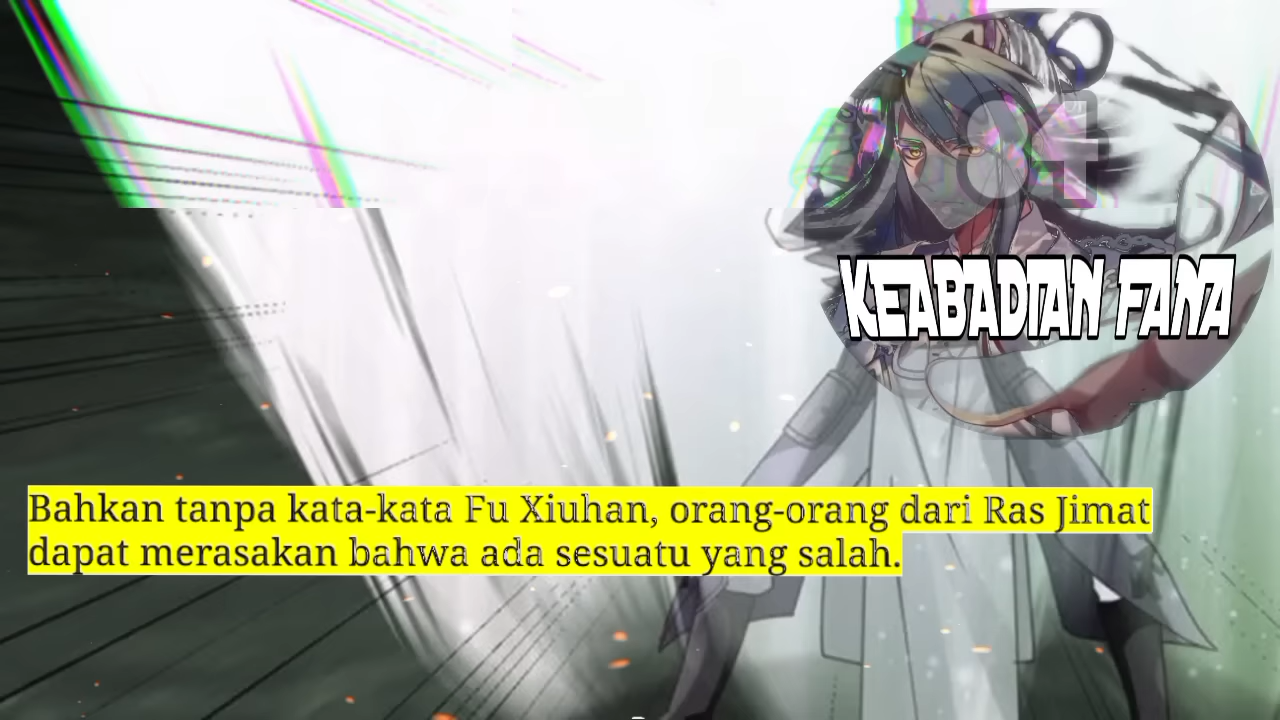 KEABADIAN FANA
Bahkan tanpa kata-kata Fu Xiuhan, orang-orang dari Ras Jimat
dapat merasakan bahwa ada sesuatu yang salah.